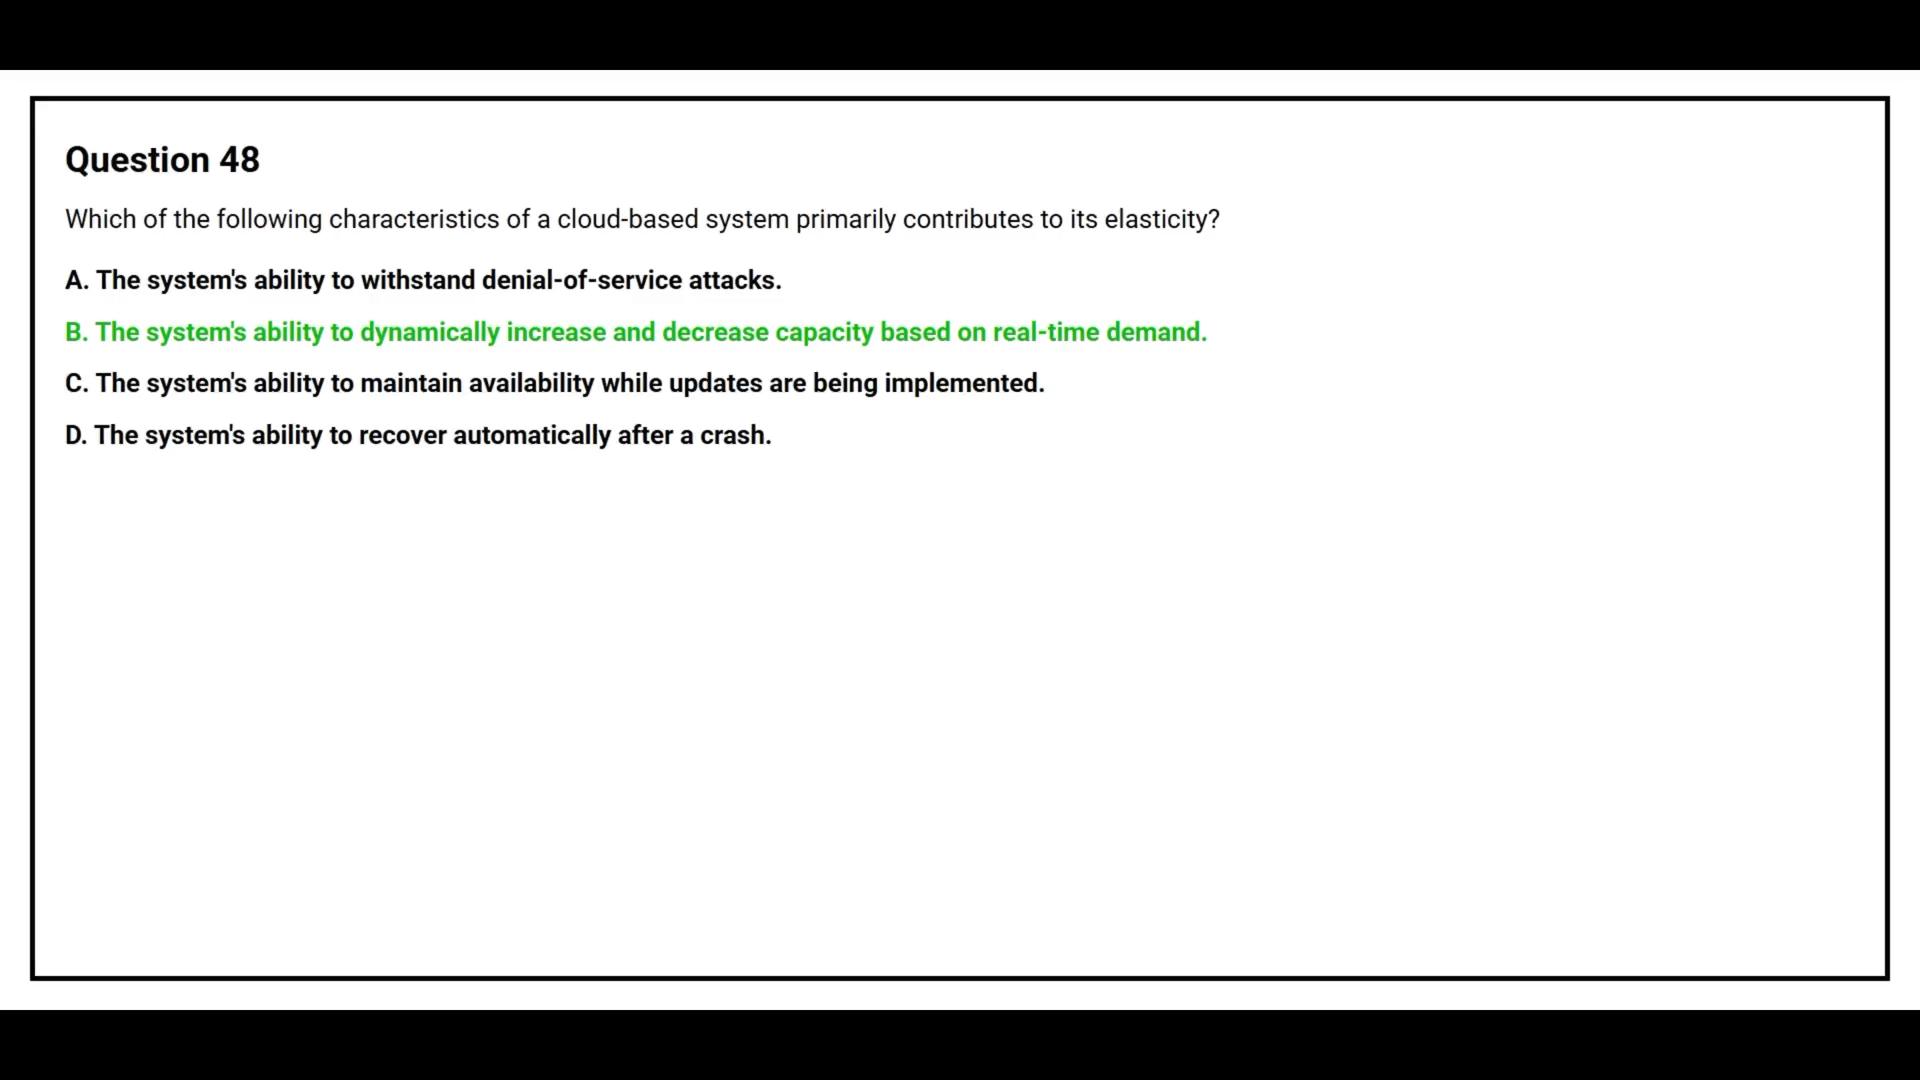 Question 48
Which of the following characteristics of a cloud-based system primarily contributes to its elasticity?
A. The system's ability to withstand denial-of-service attacks.
B. The system's ability to dynamically increase and decrease capacity based on real-time demand.
C. The system's ability to maintain availability while updates are being implemented.
D. The system's ability to recover automatically after a crash.